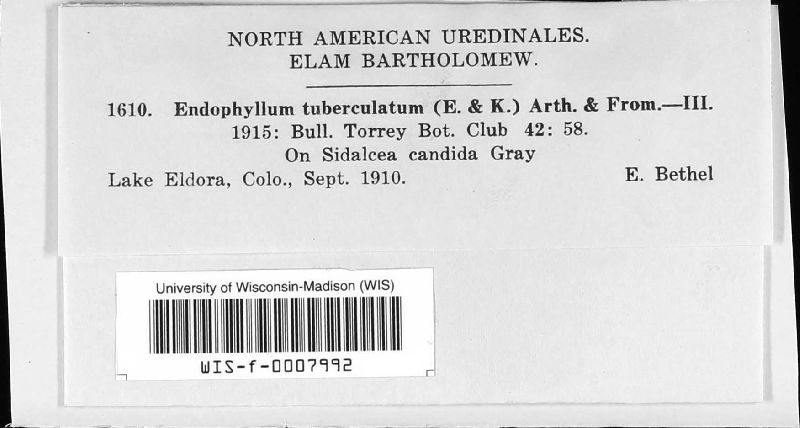 NORTH AMERICAN UREDINALES.
ELAM BARTHOLOMEW.
1610. Endophyllum tuberculatum (E. & K.) Arth. & From.—III.
1915: Bull. Torrey Bot. Club 42: 58.
On Sidalcea candida Gray
Lake Eldora, Colo., Sept. 1910. E. Bethel
University of Wisconsin-Madison (WIS)
WIS-f-0007992